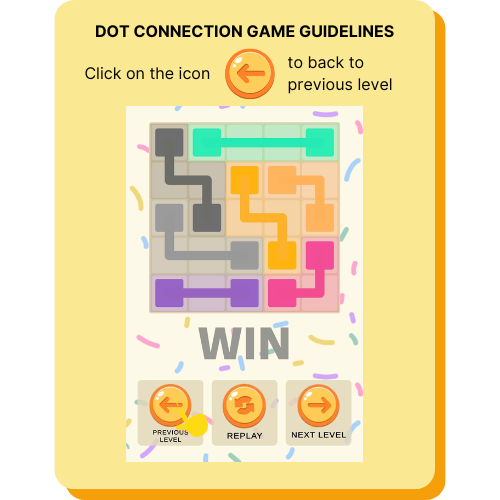 DOT CONNECTION GAME GUIDELINES
Click on the icon
to back to
previous level
WIN
PREVIOUS
LEVEL
REPLAY
NEXT LEVEL